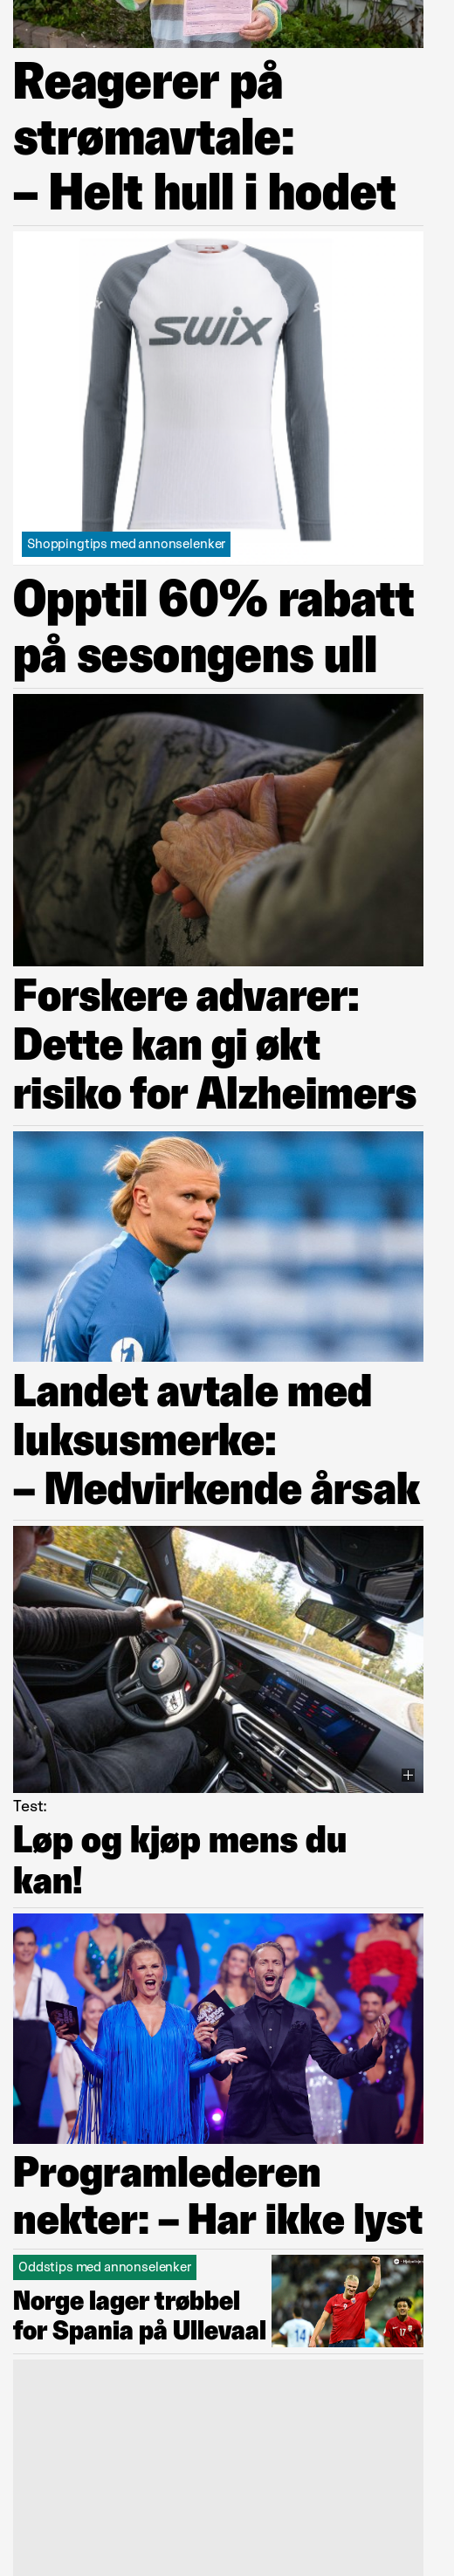 Reagerer på
strømavtale:
– Helt hull i hodet
swix
Shoppingtips med annonselenker
Opptil 60% rabatt
på sesongens ull
Forskere advarer:
Dette kan gi økt
risiko for Alzheimers
Landet avtale med
luksusmerke:
– Medvirkende årsak
Test:
Løp og kjøp mens du
kan!
Programlederen
nekter: – Har ikke lyst
Oddstips med annonselenker
Norge lager trøbbel
for Spania på Ullevaal
14
17